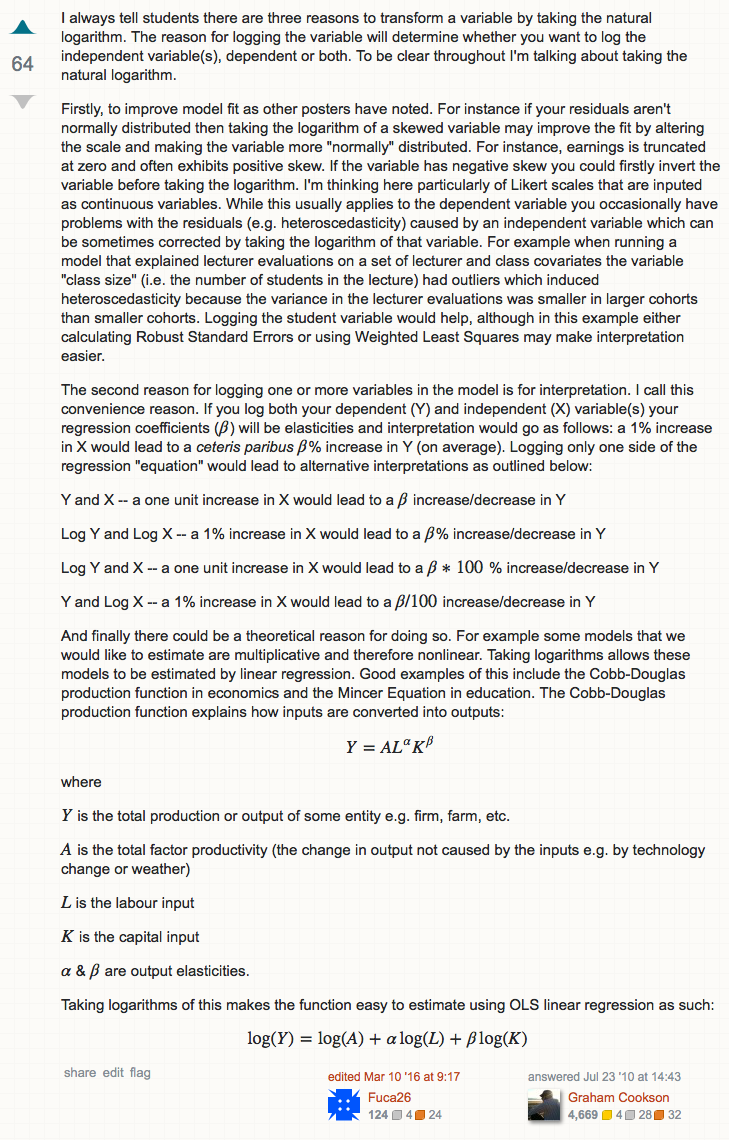 I always tell students there are three reasons to transform a variable by taking the natural
logarithm. The reason for logging the variable will determine whether you want to log the
independent variable(s), dependent or both. To be clear throughout I'm talking about taking the
natural logarithm.
64
Firstly, to improve model fit as other posters have noted. For instance if your residuals aren't
normally distributed then taking the logarithm of a skewed variable may improve the fit by altering
the scale and making the variable more "normally" distributed. For instance, earnings is truncated
at zero and often exhibits positive skew. If the variable has negative skew you could firstly invert the
variable before taking the logarithm. I'm thinking here particularly of Likert scales that are inputed
as continuous variables. While this usually applies to the dependent variable you occasionally have
problems with the residuals (e.g. heteroscedasticity) caused by an independent variable which can
be sometimes corrected by taking the logarithm of that variable. For example when running a
model that explained lecturer evaluations on a set of lecturer and class covariates the variable
"class size" (i.e. the number of students in the lecture) had outliers which induced
heteroscedasticity because the variance in the lecturer evaluations was smaller in larger cohorts
than smaller cohorts. Logging the student variable would help, although in this example either
calculating Robust Standard Errors or using Weighted Least Squares may make interpretation
easier.
The second reason for logging one or more variables in the model is for interpretation. I call this
convenience reason. If you log both your dependent (Y) and independent (X) variable(s) your
regression coefficients (β) will be elasticities and interpretation would go as follows: a 1% increase
in X would lead to a ceteris paribus β% increase in Y (on average). Logging only one side of the
regression "equation" would lead to alternative interpretations as outlined below:
Y and X -- a one unit increase in X would lead to a β increase/decrease in Y
Log Y and Log X -- a 1% increase in X would lead to a β% increase/decrease in Y
Log Y and X -- a one unit increase in X would lead to a β * 100 % increase/decrease in Y
Y and Log X -- a 1% increase in X would lead to a β/100 increase/decrease in Y
And finally there could be a theoretical reason for doing so. For example some models that we
would like to estimate are multiplicative and therefore nonlinear. Taking logarithms allows these
models to be estimated by linear regression. Good examples of this include the Cobb-Douglas
production function in economics and the Mincer Equation in education. The Cobb-Douglas
production function explains how inputs are converted into outputs:
Y = AL^α K^β
where
Y is the total production or output of some entity e.g. firm, farm, etc.
A is the total factor productivity (the change in output not caused by the inputs e.g. by technology
change or weather)
L is the labour input
K is the capital input
α & β are output elasticities.
Taking logarithms of this makes the function easy to estimate using OLS linear regression as such:
log(Y) = log(A) + α log(L) + β log(K)
share edit flag
edited Mar 10 '16 at 9:17
Fuca26
124 4 24
answered Jul 23 '10 at 14:43
Graham Cookson
4,669 4 28 32